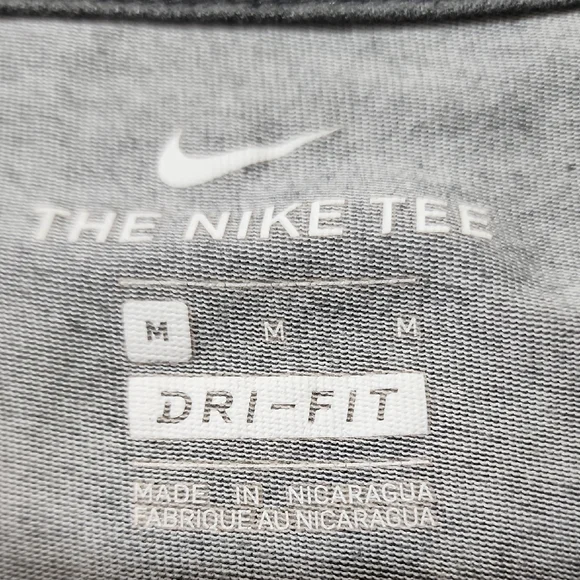 THE NIKE TEE
M M M
DRI-FIT
MADE IN NICARAGUA
FABRIQUE AU NICARAGUA